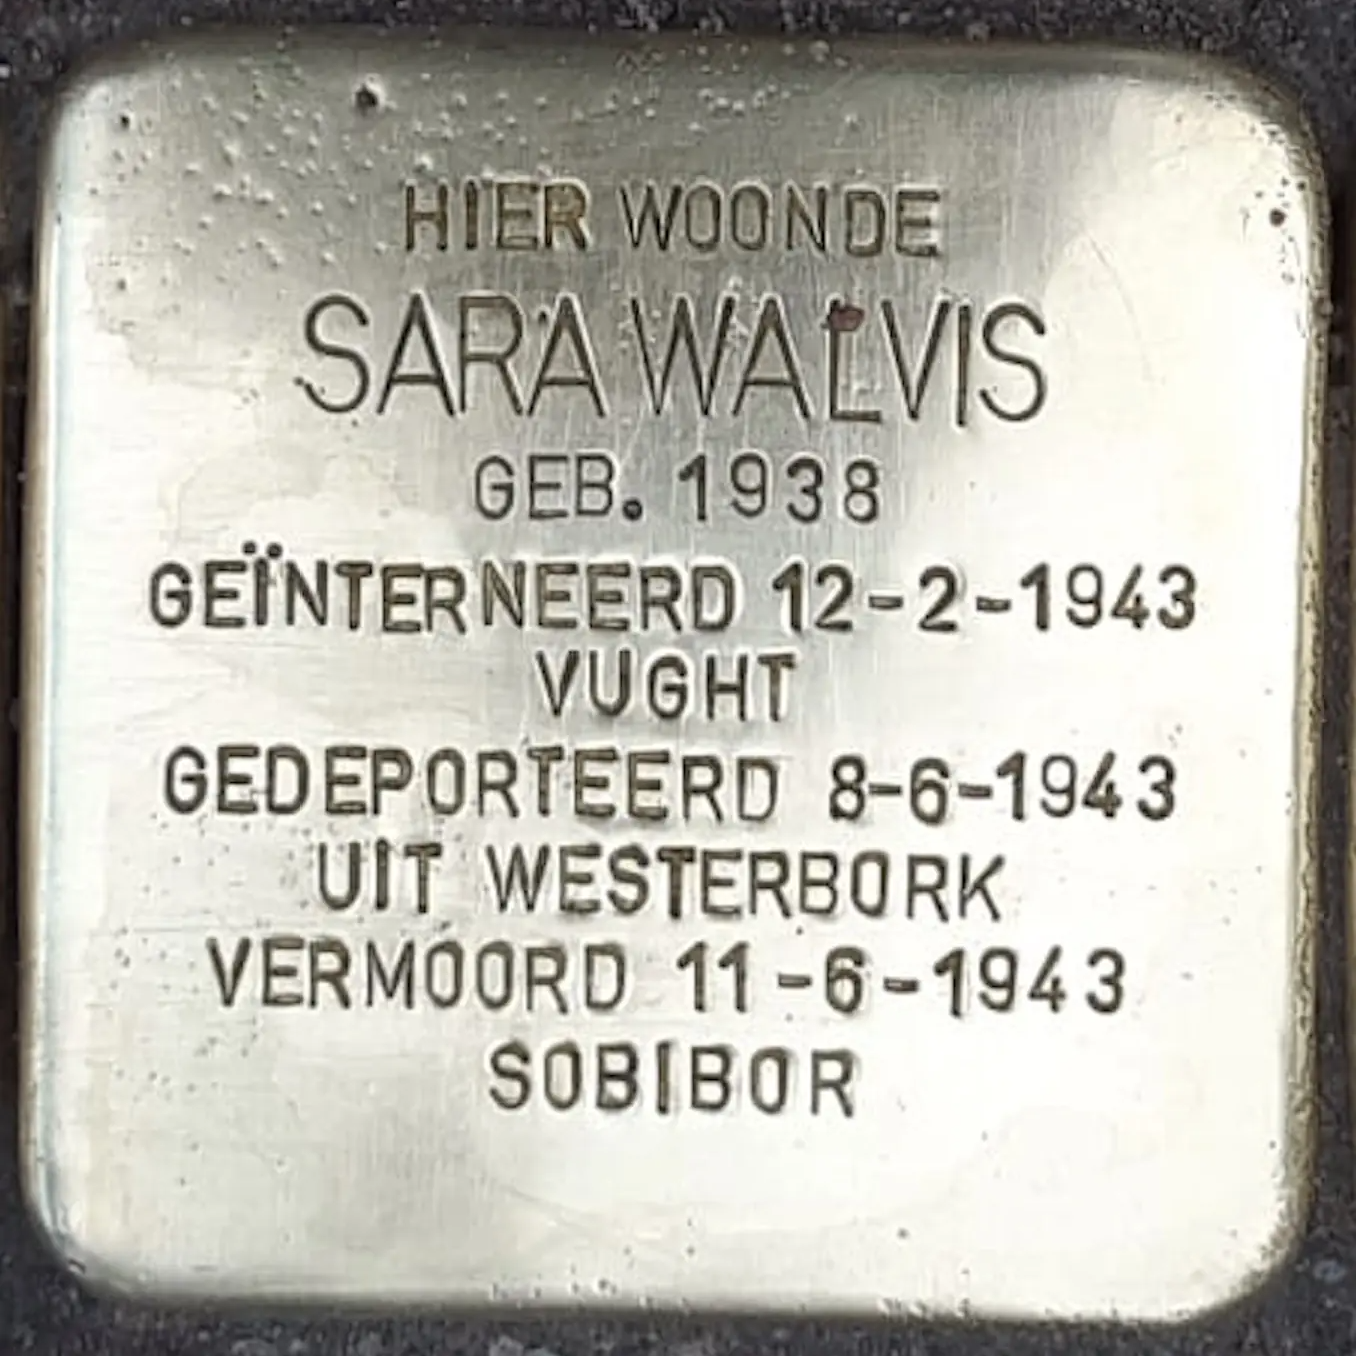 HIER WOONDE
SARA WALVIS
GEB. 1938
GEÏNTERNEERD 12-2-1943
VUGHT
GEDEPORTEERD 8-6-1943
UIT WESTERBORK
VERMOORD 11-6-1943
SOBIBOR